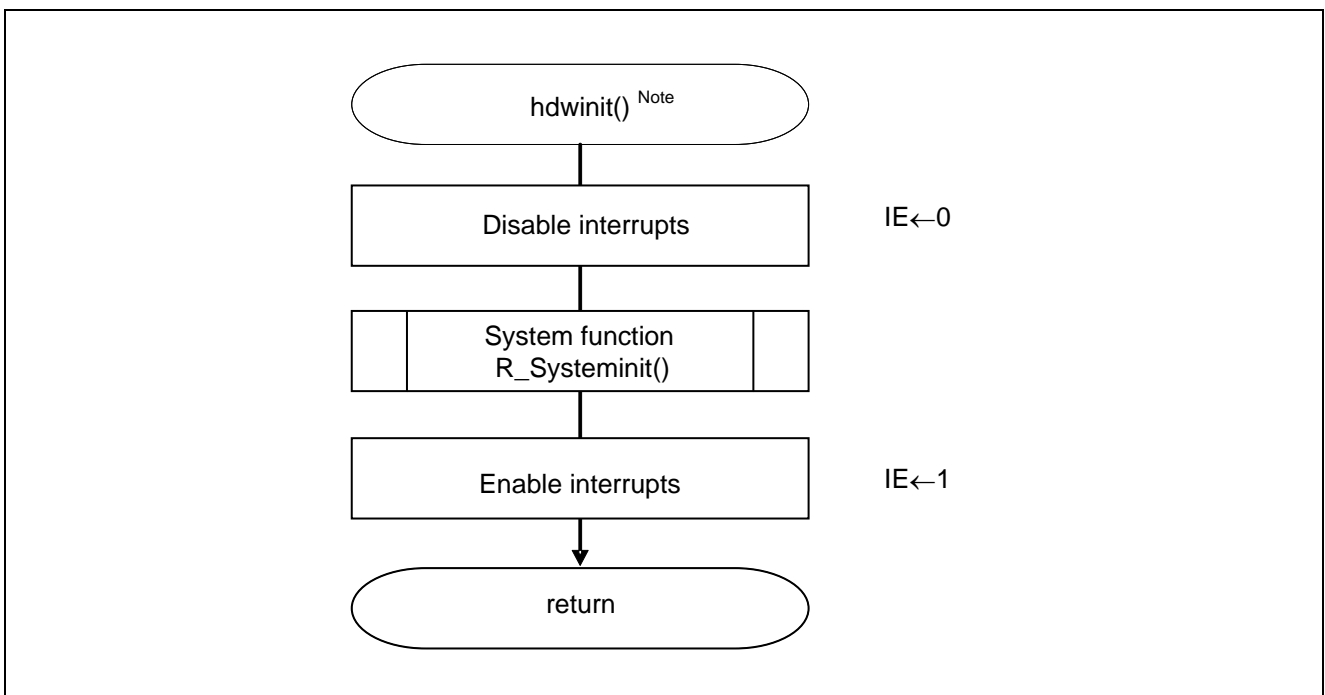 hdwinit() Note
Disable interrupts
IE←0
System function
R_Systeminit()
Enable interrupts
IE←1
return